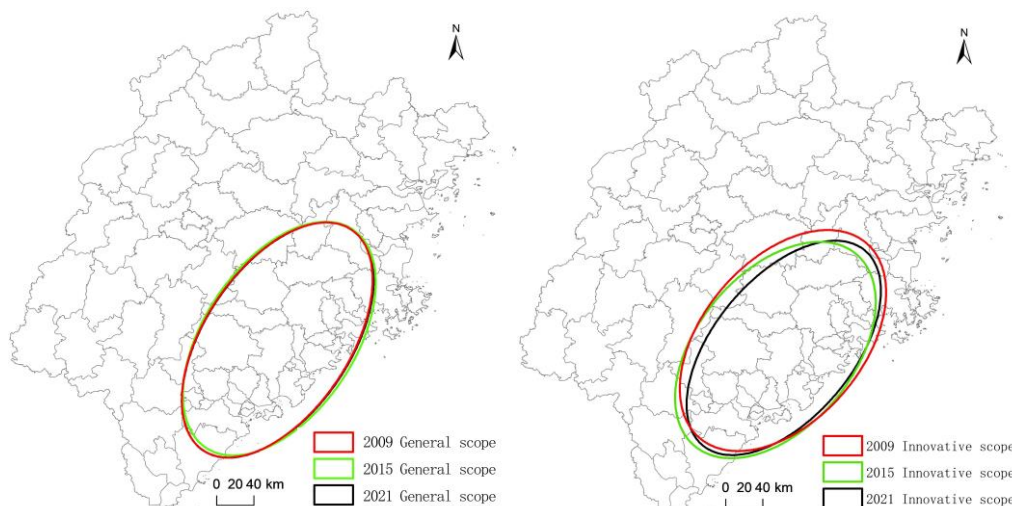 N
2009 General scope
2015 General scope
2021 General scope
0 20 40 km
N
2009 Innovative scope
2015 Innovative scope
2021 Innovative scope
0 20 40 km